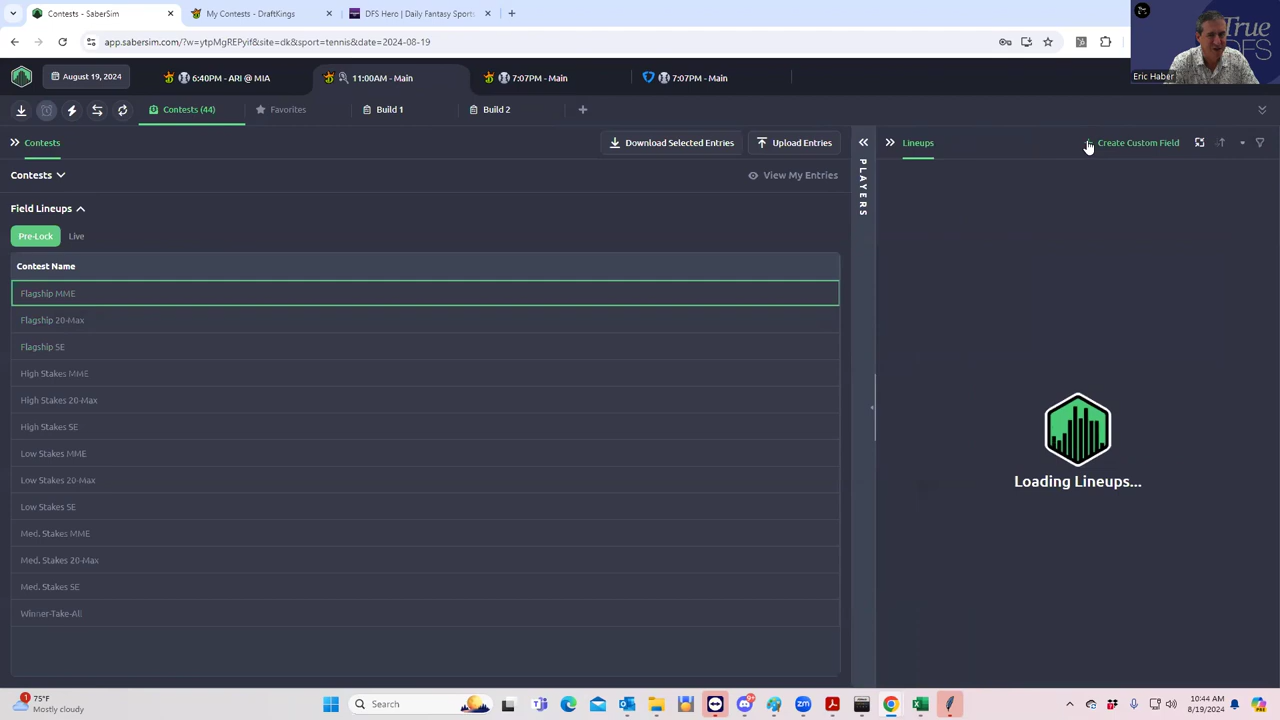 Contests - SaberSim
My Contests - DraftKings
DFS Hero | Daily Fantasy Sports
app.sabersim.com/?w=ytpMgREPyif&site=dk&sport=tennis&date=2024-08-19
True
DFS
Eric Haber
August 19, 2024
6:40PM - ARI @ MIA
11:00AM - Main
7:07PM - Main
7:07PM - Main
Contests (44)
Favorites
Build 1
Build 2
Contests
Download Selected Entries
Upload Entries
PLAYERS
Lineups
Create Custom Field
Contests
View My Entries
Field Lineups
Pre-Lock
Live
Contest Name
Flagship MME
Flagship 20-Max
Flagship SE
High Stakes MME
High Stakes 20-Max
High Stakes SE
Low Stakes MME
Low Stakes 20-Max
Low Stakes SE
Med. Stakes MME
Med. Stakes 20-Max
Med. Stakes SE
Winner-Take-All
Loading Lineups...
1
75°F
Mostly cloudy
Search
10:44 AM
8/19/2024